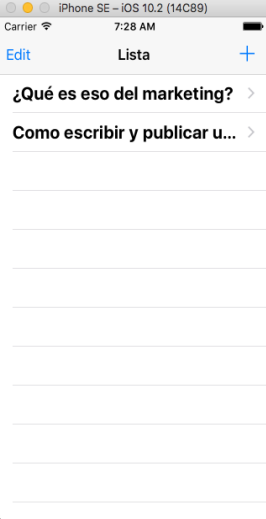 iPhone SE – iOS 10.2 (14C89)
Carrier 7:28 AM
Edit Lista +
¿Qué es eso del marketing?
Como escribir y publicar u...